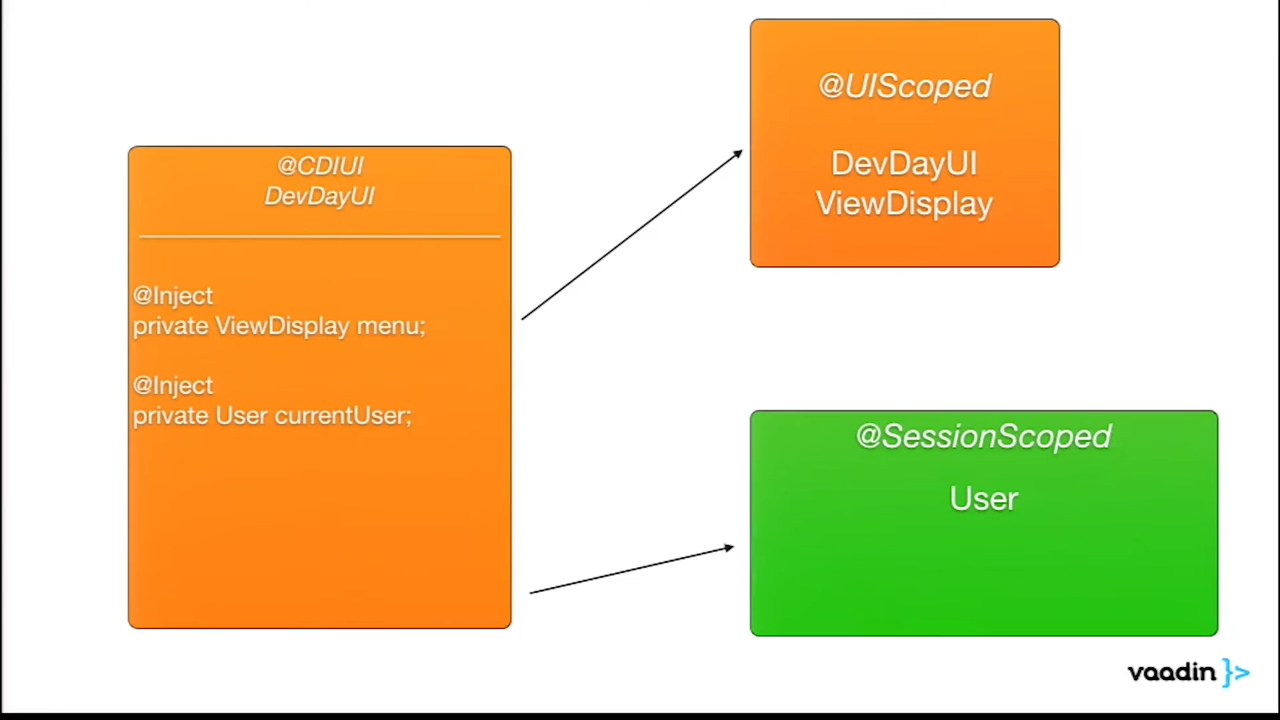 @CDIUI
DevDayUI
@Inject
private ViewDisplay menu;
@Inject
private User currentUser;
@UIScoped
DevDayUI
ViewDisplay
@SessionScoped
User
vaadin }>